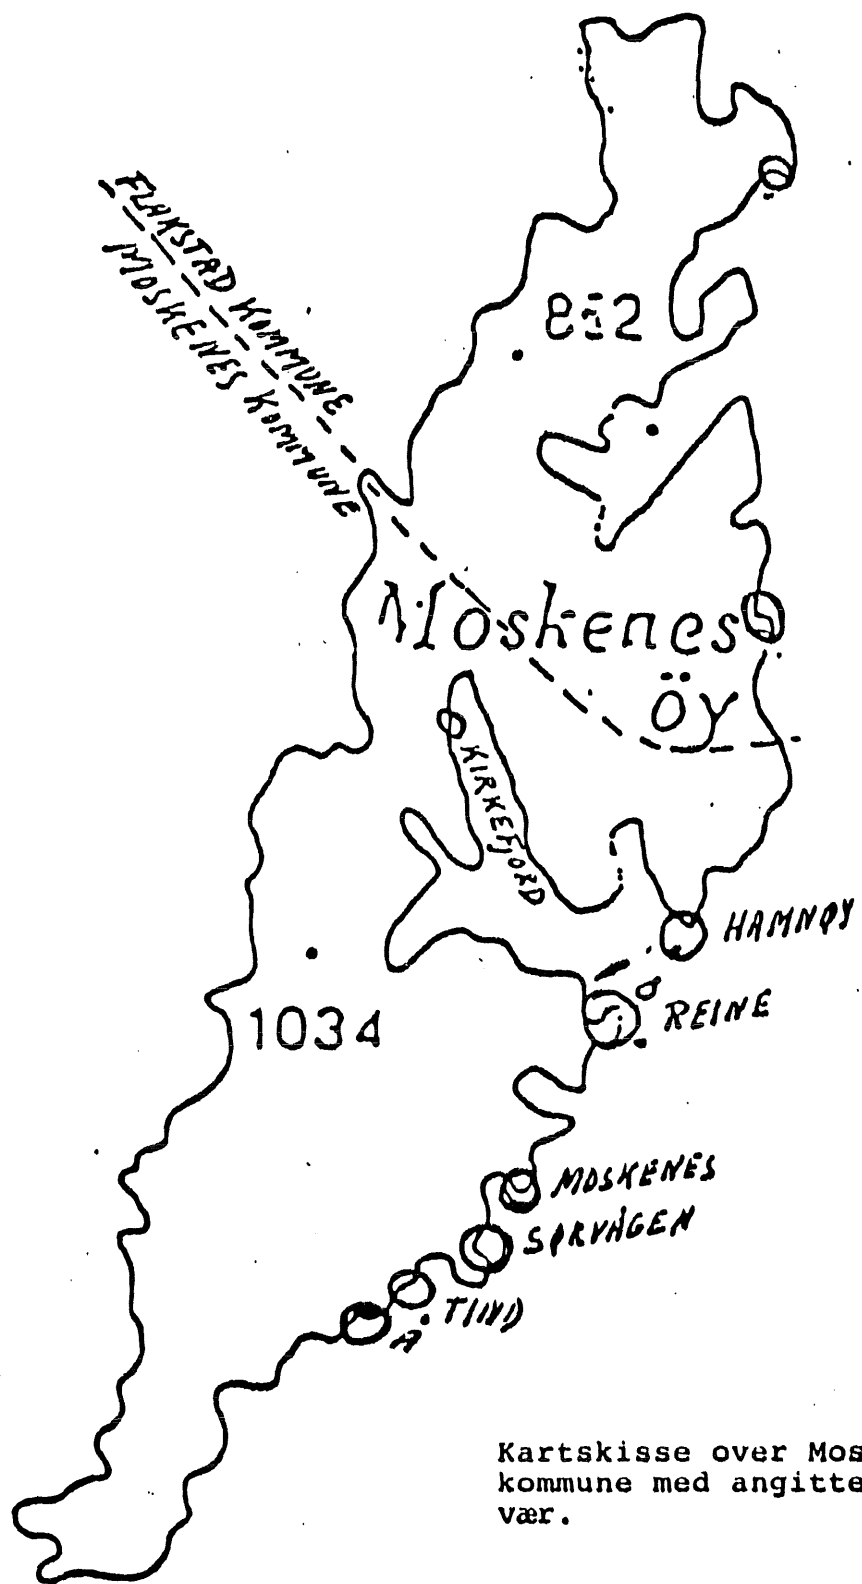 FLAKSTAD KOMMUNE
MOSKENES KOMMUNE
852
Moskenes
ÖY
KIRKEFJORD
HAMNØY
REINE
1034
MOSKENES
SØRVÅGEN
TIND
Å
Kartskisse over Mos
kommune med angitte
vær.